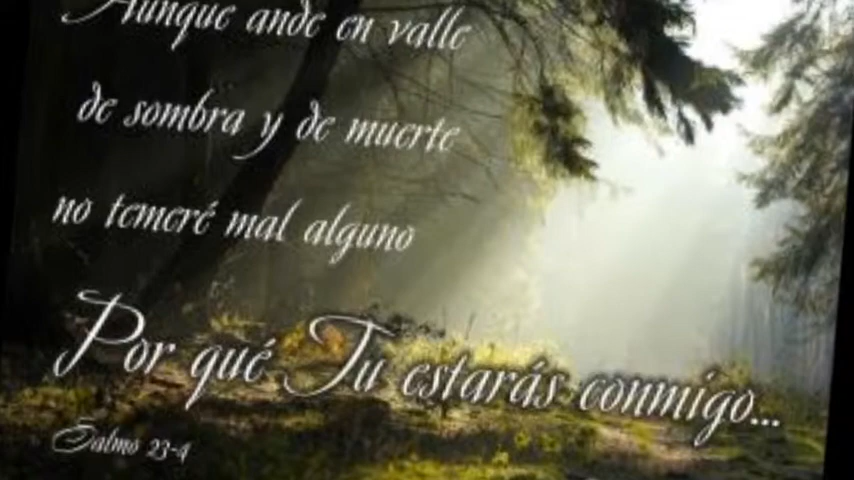 Aunque ande en valle
de sombra y de muerte
no temeré mal alguno
Por qué Tu estarás conmigo...
Salmo 23-4